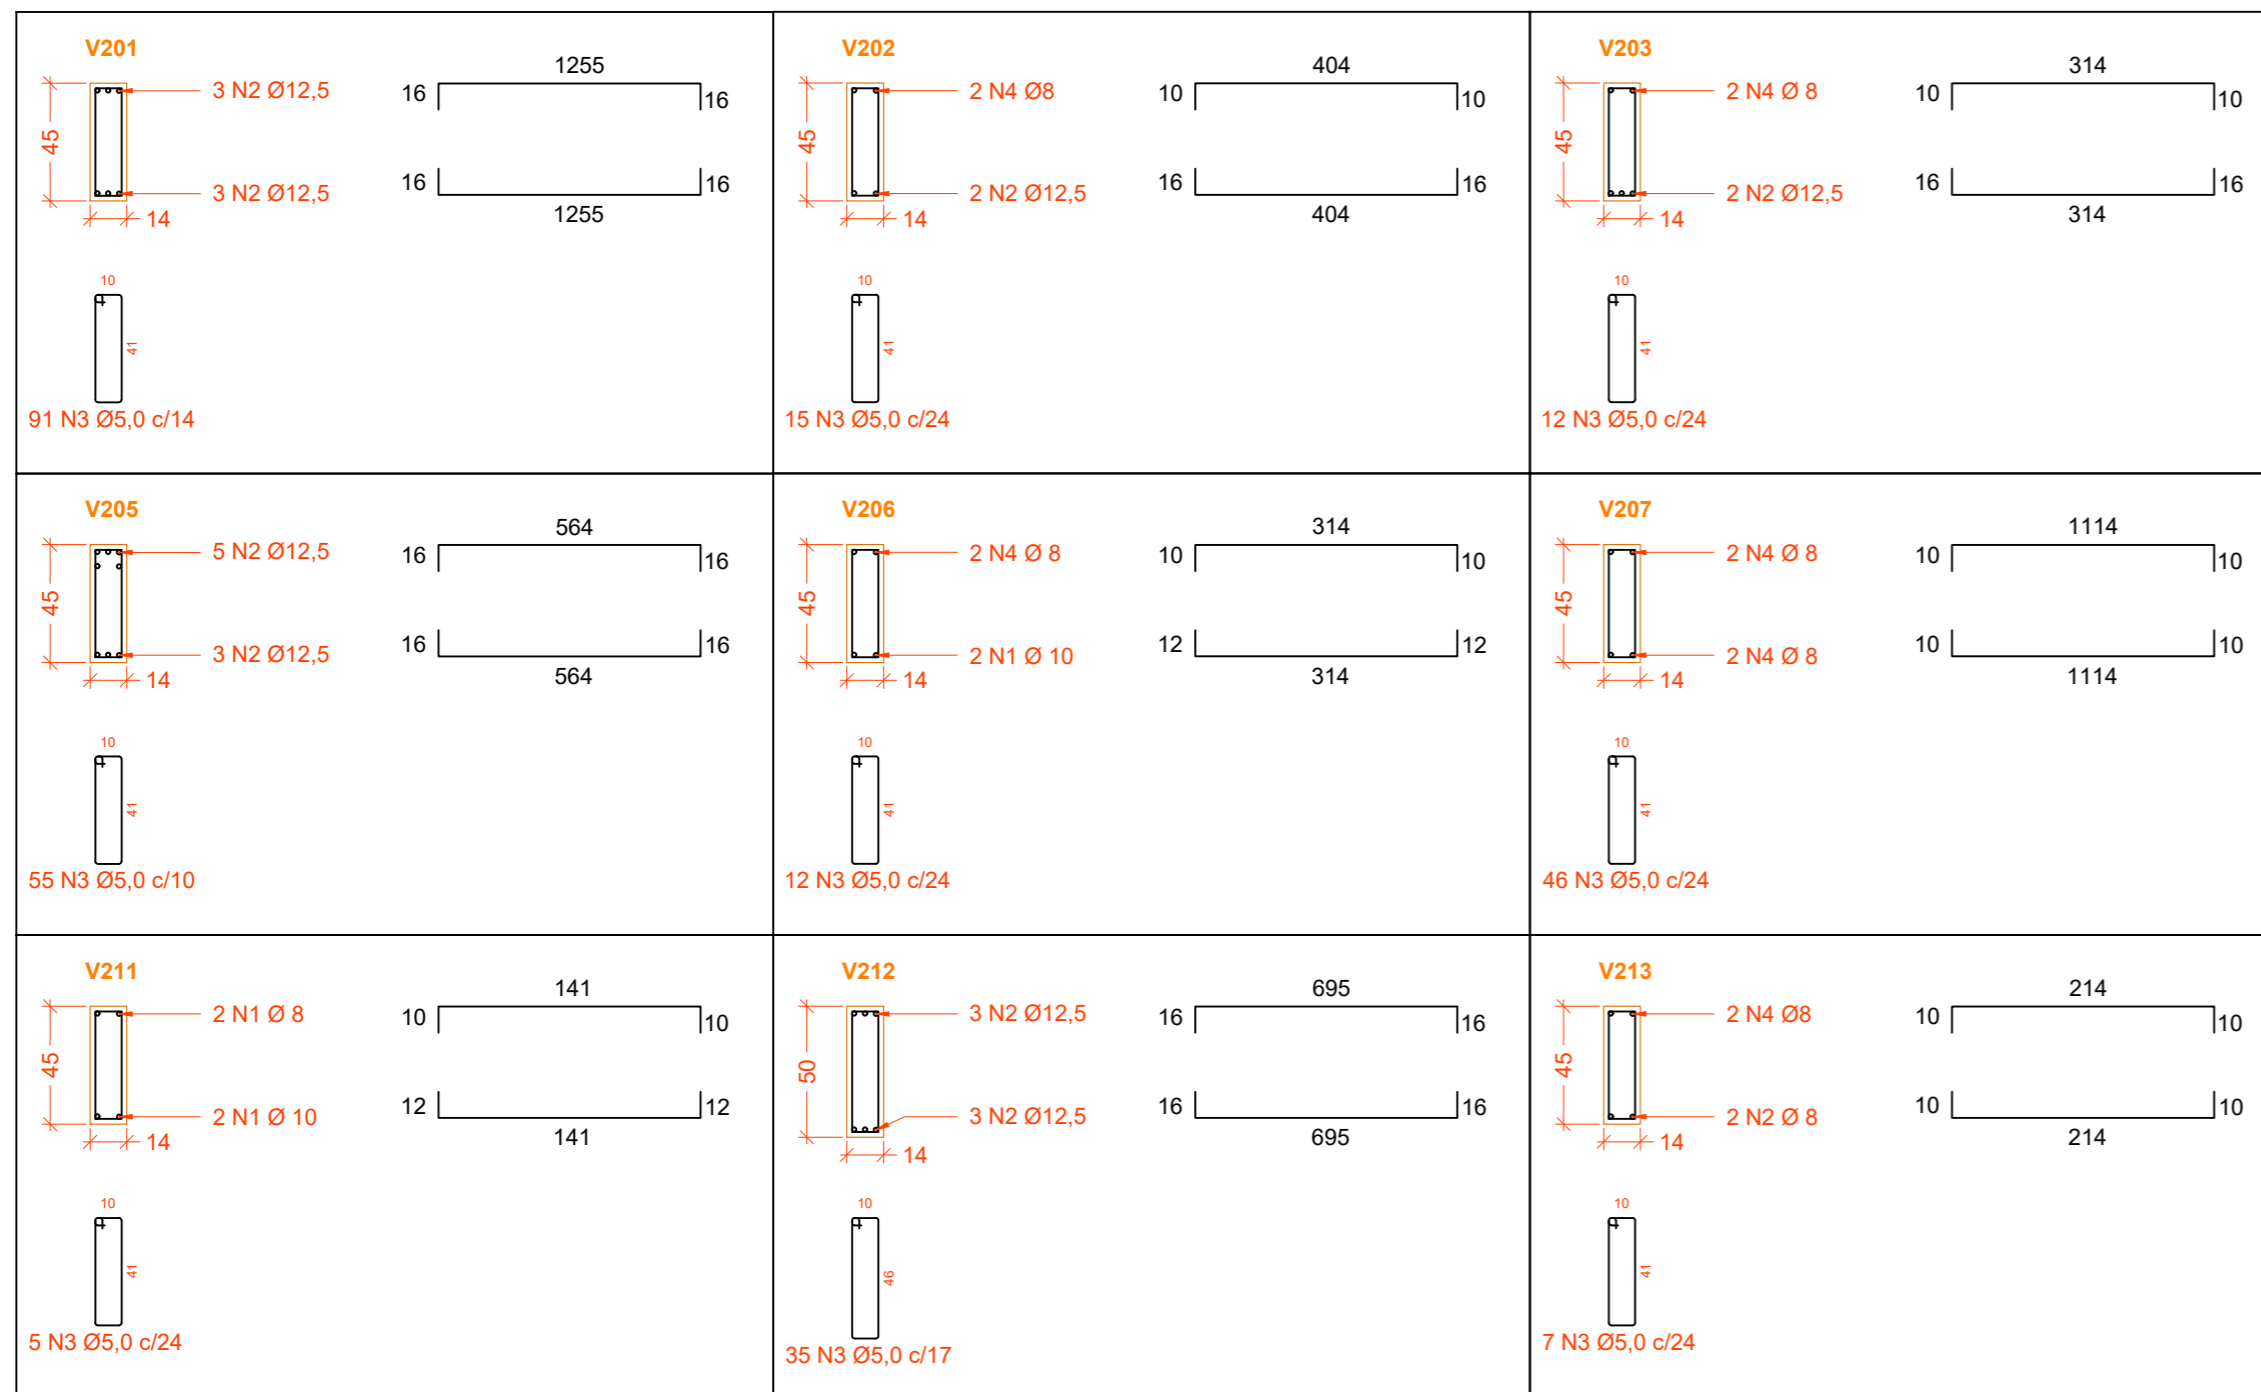 V201
1255
3 N2 Ø12,5
16
16
45
16
16
3 N2 Ø12,5
1255
14
10
41
91 N3 Ø5,0 c/14
V202
404
2 N4 Ø8
10
10
45
16
16
2 N2 Ø12,5
404
14
10
41
15 N3 Ø5,0 c/24
V203
314
2 N4 Ø 8
10
10
45
16
16
2 N2 Ø12,5
314
14
10
41
12 N3 Ø5,0 c/24
V205
564
5 N2 Ø12,5
16
16
45
16
16
3 N2 Ø12,5
564
14
10
41
55 N3 Ø5,0 c/10
V206
314
2 N4 Ø 8
10
10
45
12
12
2 N1 Ø 10
314
14
10
41
12 N3 Ø5,0 c/24
V207
1114
2 N4 Ø 8
10
10
45
10
10
2 N4 Ø 8
1114
14
10
41
46 N3 Ø5,0 c/24
V211
141
2 N1 Ø 8
10
10
45
12
12
2 N1 Ø 10
141
14
10
41
5 N3 Ø5,0 c/24
V212
695
3 N2 Ø12,5
16
16
50
16
16
3 N2 Ø12,5
695
14
10
46
35 N3 Ø5,0 c/17
V213
214
2 N4 Ø8
10
10
45
10
10
2 N2 Ø 8
214
14
10
41
7 N3 Ø5,0 c/24